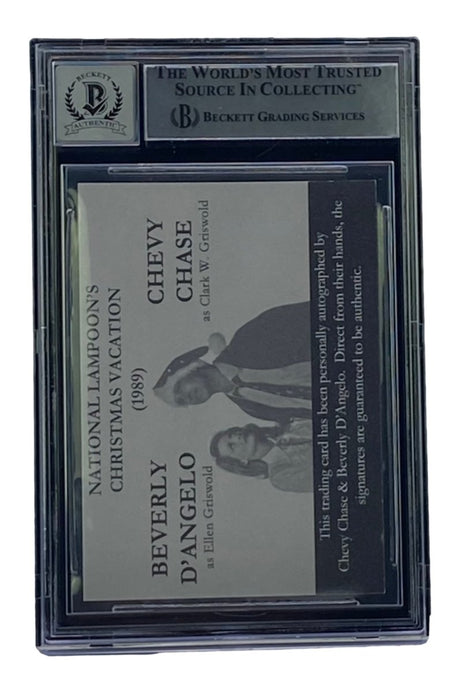 BECKETT
B
AUTHENTIC
THE WORLD'S MOST TRUSTED
SOURCE IN COLLECTING™
B BECKETT GRADING SERVICES
NATIONAL LAMPOON'S
CHRISTMAS VACATION
(1989)
BEVERLY
D'ANGELO
as Ellen Griswold
CHEVY
CHASE
as Clark W. Griswold
This trading card has been personally autographed by
Chevy Chase & Beverly D'Angelo. Direct from their hands, the
signatures are guaranteed to be authentic.